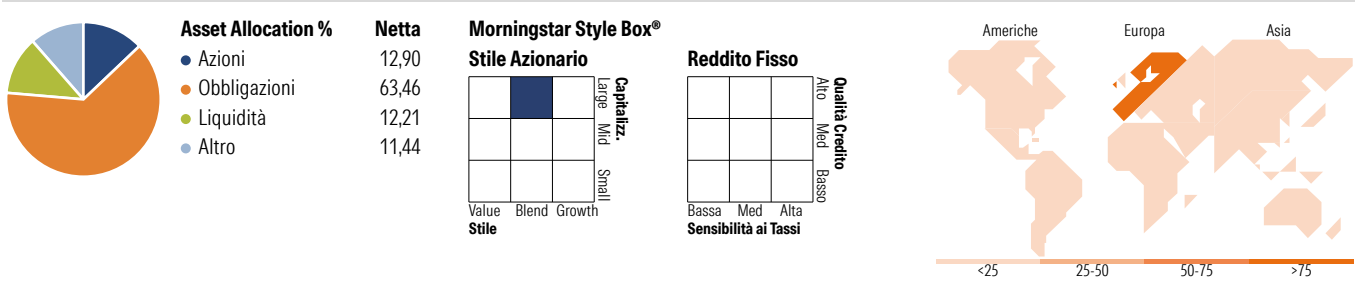 Asset Allocation % Netta
Azioni 12,90
Obbligazioni 63,46
Liquidità 12,21
Altro 11,44
Morningstar Style Box®
Stile Azionario
Large
Mid
Small
Capitalizz.
Value Blend Growth
Stile
Reddito Fisso
Alto
Med
Basso
Qualità Credito
Bassa Med Alta
Sensibilità ai Tassi
Americhe Europa Asia
<25 25-50 50-75 >75